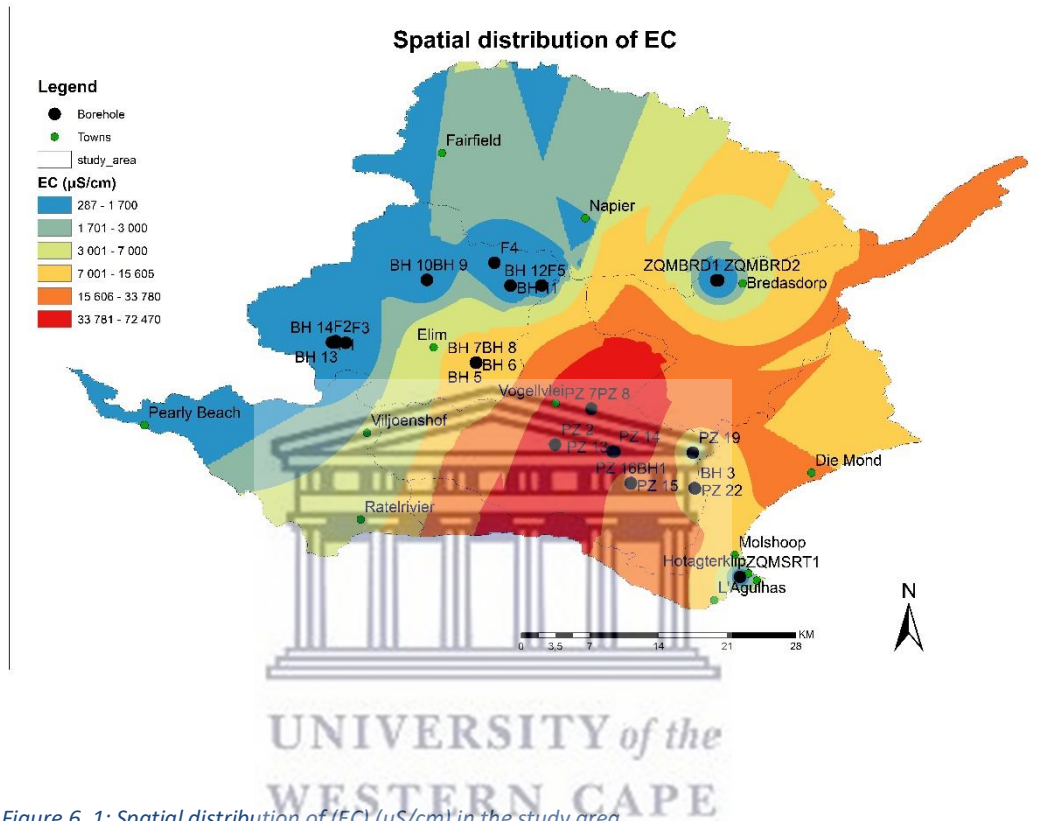 Spatial distribution of EC
Legend
Borehole
Towns
study_area
EC (µS/cm)
287 - 1 700
1 701 - 3 000
3 001 - 7 000
7 001 - 15 605
15 606 - 33 780
33 781 - 72 470
Fairfield
Napier
F4
BH 10BH 9
BH 12F5
BH 11
ZQMBRD1 ZQMBRD2
Bredasdorp
BH 14F2F3
BH 13
Elim
BH 7BH 8
BH 6
BH 5
Pearly Beach
Viljoenshof
VogellvleiPZ 7PZ 8
PZ 2
PZ 13
PZ 14
PZ 19
PZ 16BH1
PZ 15
BH 3
PZ 22
Die Mond
Ratelrivier
Molshoop
HotagterklipZQMSRT1
L'Agulhas
N
KM
0 3,5 7 14 21 28
UNIVERSITY of the
WESTERN CAPE
Figure 6. 1: Spatial distribution of (EC) (µS/cm) in the study area